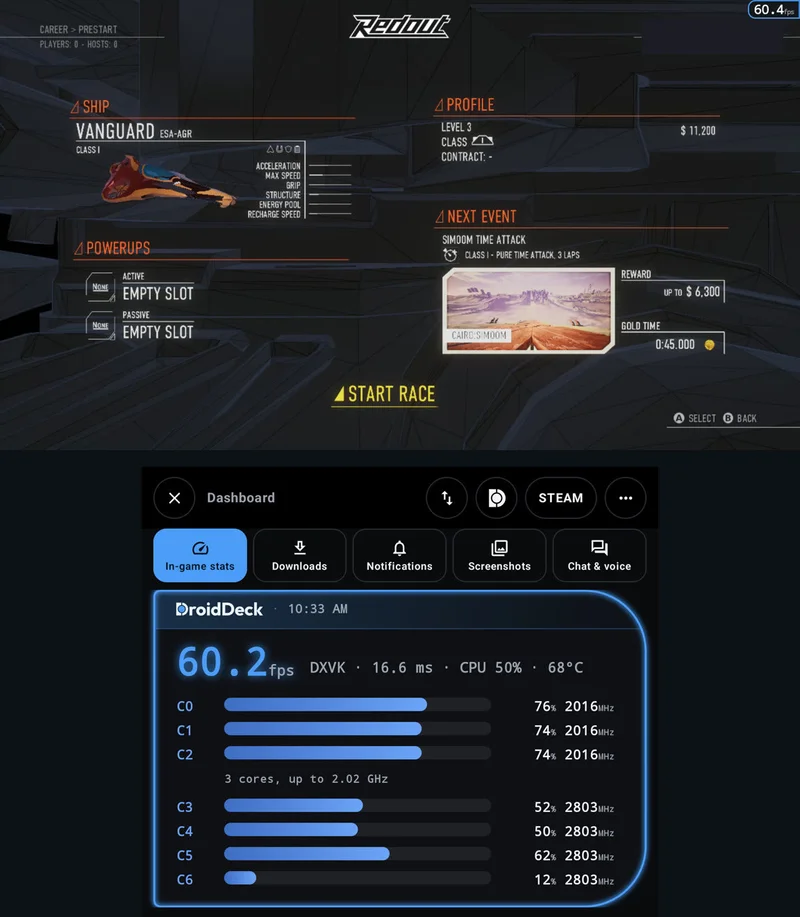 60.4fps
Redout
CAREER > PRESTART
PLAYERS: 0 - HOSTS: 0
SHIP
VANGUARD ESA-AGR
CLASS I
ACCELERATION
MAX SPEED
GRIP
STRUCTURE
ENERGY POOL
RECHARGE SPEED
POWERUPS
NONE
ACTIVE
EMPTY SLOT
NONE
PASSIVE
EMPTY SLOT
PROFILE
LEVEL 3
$ 11,200
CLASS I
CONTRACT: -
NEXT EVENT
SIMOOM TIME ATTACK
CLASS I - PURE TIME ATTACK, 3 LAPS
CAIRO:SIMOOM
REWARD
UP TO $ 6,300
GOLD TIME
0:45.000
START RACE
A SELECT B BACK
Dashboard
STEAM
In-game stats
Downloads
Notifications
Screenshots
Chat & voice
DroidDeck · 10:33 AM
60.2fps DXVK · 16.6 ms · CPU 50% · 68°C
C0 76% 2016MHz
C1 74% 2016MHz
C2 74% 2016MHz
3 cores, up to 2.02 GHz
C3 52% 2803MHz
C4 50% 2803MHz
C5 62% 2803MHz
C6 12% 2803MHz